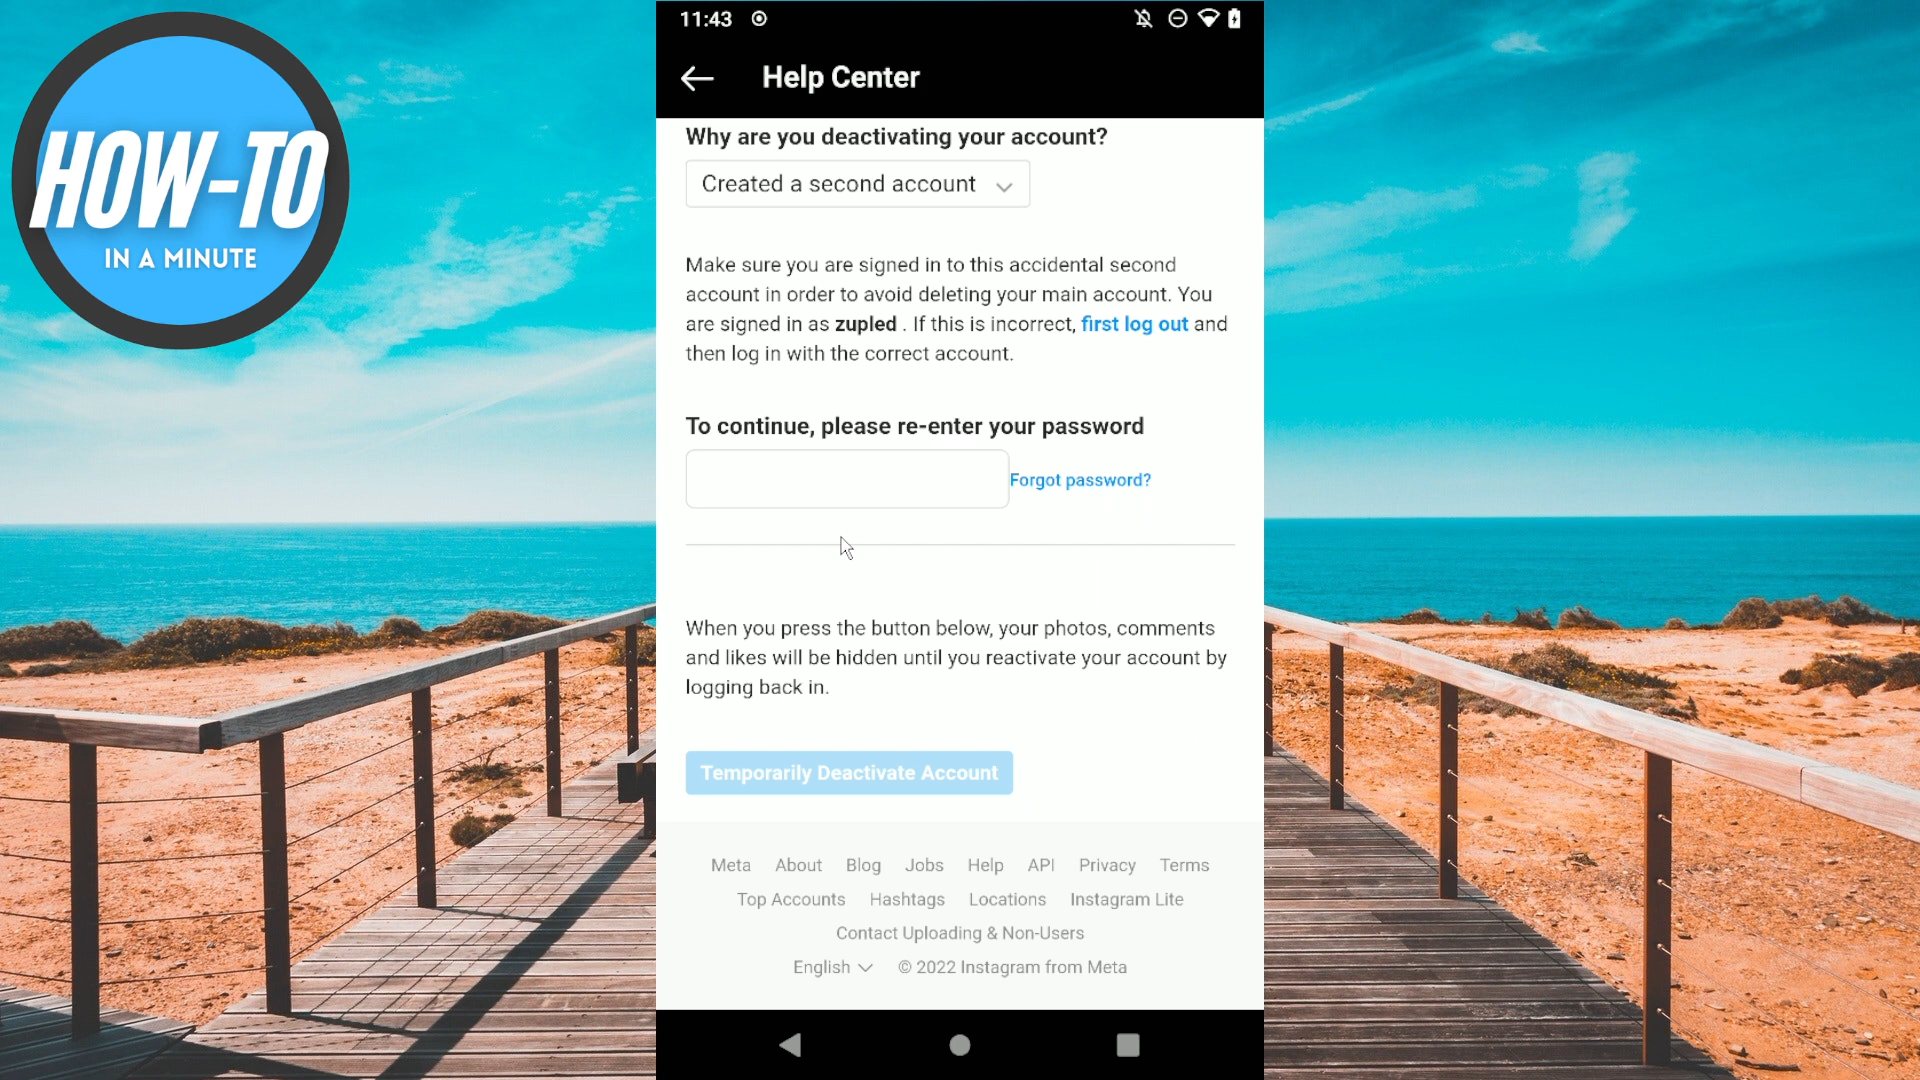 HOW-TO
IN A MINUTE
11:43
Help Center
Why are you deactivating your account?
Created a second account
Make sure you are signed in to this accidental second
account in order to avoid deleting your main account. You
are signed in as zupled . If this is incorrect, first log out and
then log in with the correct account.
To continue, please re-enter your password
Forgot password?
When you press the button below, your photos, comments
and likes will be hidden until you reactivate your account by
logging back in.
Temporarily Deactivate Account
Meta About Blog Jobs Help API Privacy Terms
Top Accounts Hashtags Locations Instagram Lite
Contact Uploading & Non-Users
English © 2022 Instagram from Meta